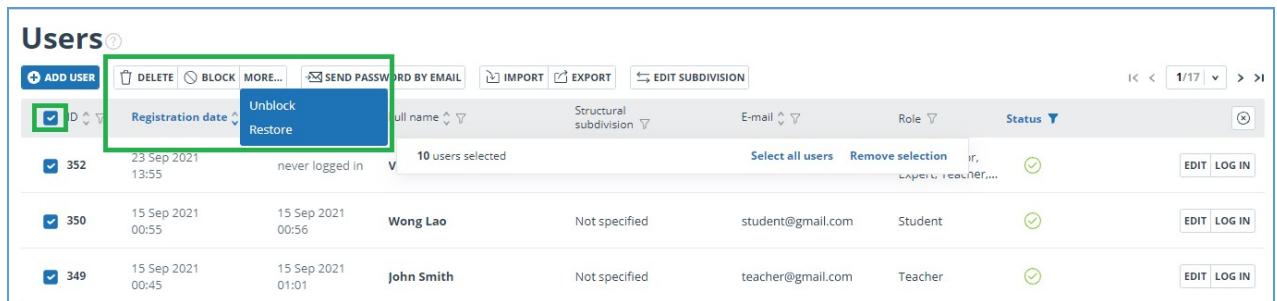 Users
ADD USER DELETE BLOCK MORE... SEND PASSWORD BY EMAIL IMPORT EXPORT EDIT SUBDIVISION 1/17
Unblock
Restore
ID Registration date Full name Structural subdivision E-mail Role Status
10 users selected Select all users Remove selection
352 23 Sep 2021 13:55 never logged in EDIT LOG IN
Expert, Teacher,...
350 15 Sep 2021 00:55 15 Sep 2021 00:56 Wong Lao Not specified student@gmail.com Student EDIT LOG IN
349 15 Sep 2021 00:45 15 Sep 2021 01:01 John Smith Not specified teacher@gmail.com Teacher EDIT LOG IN